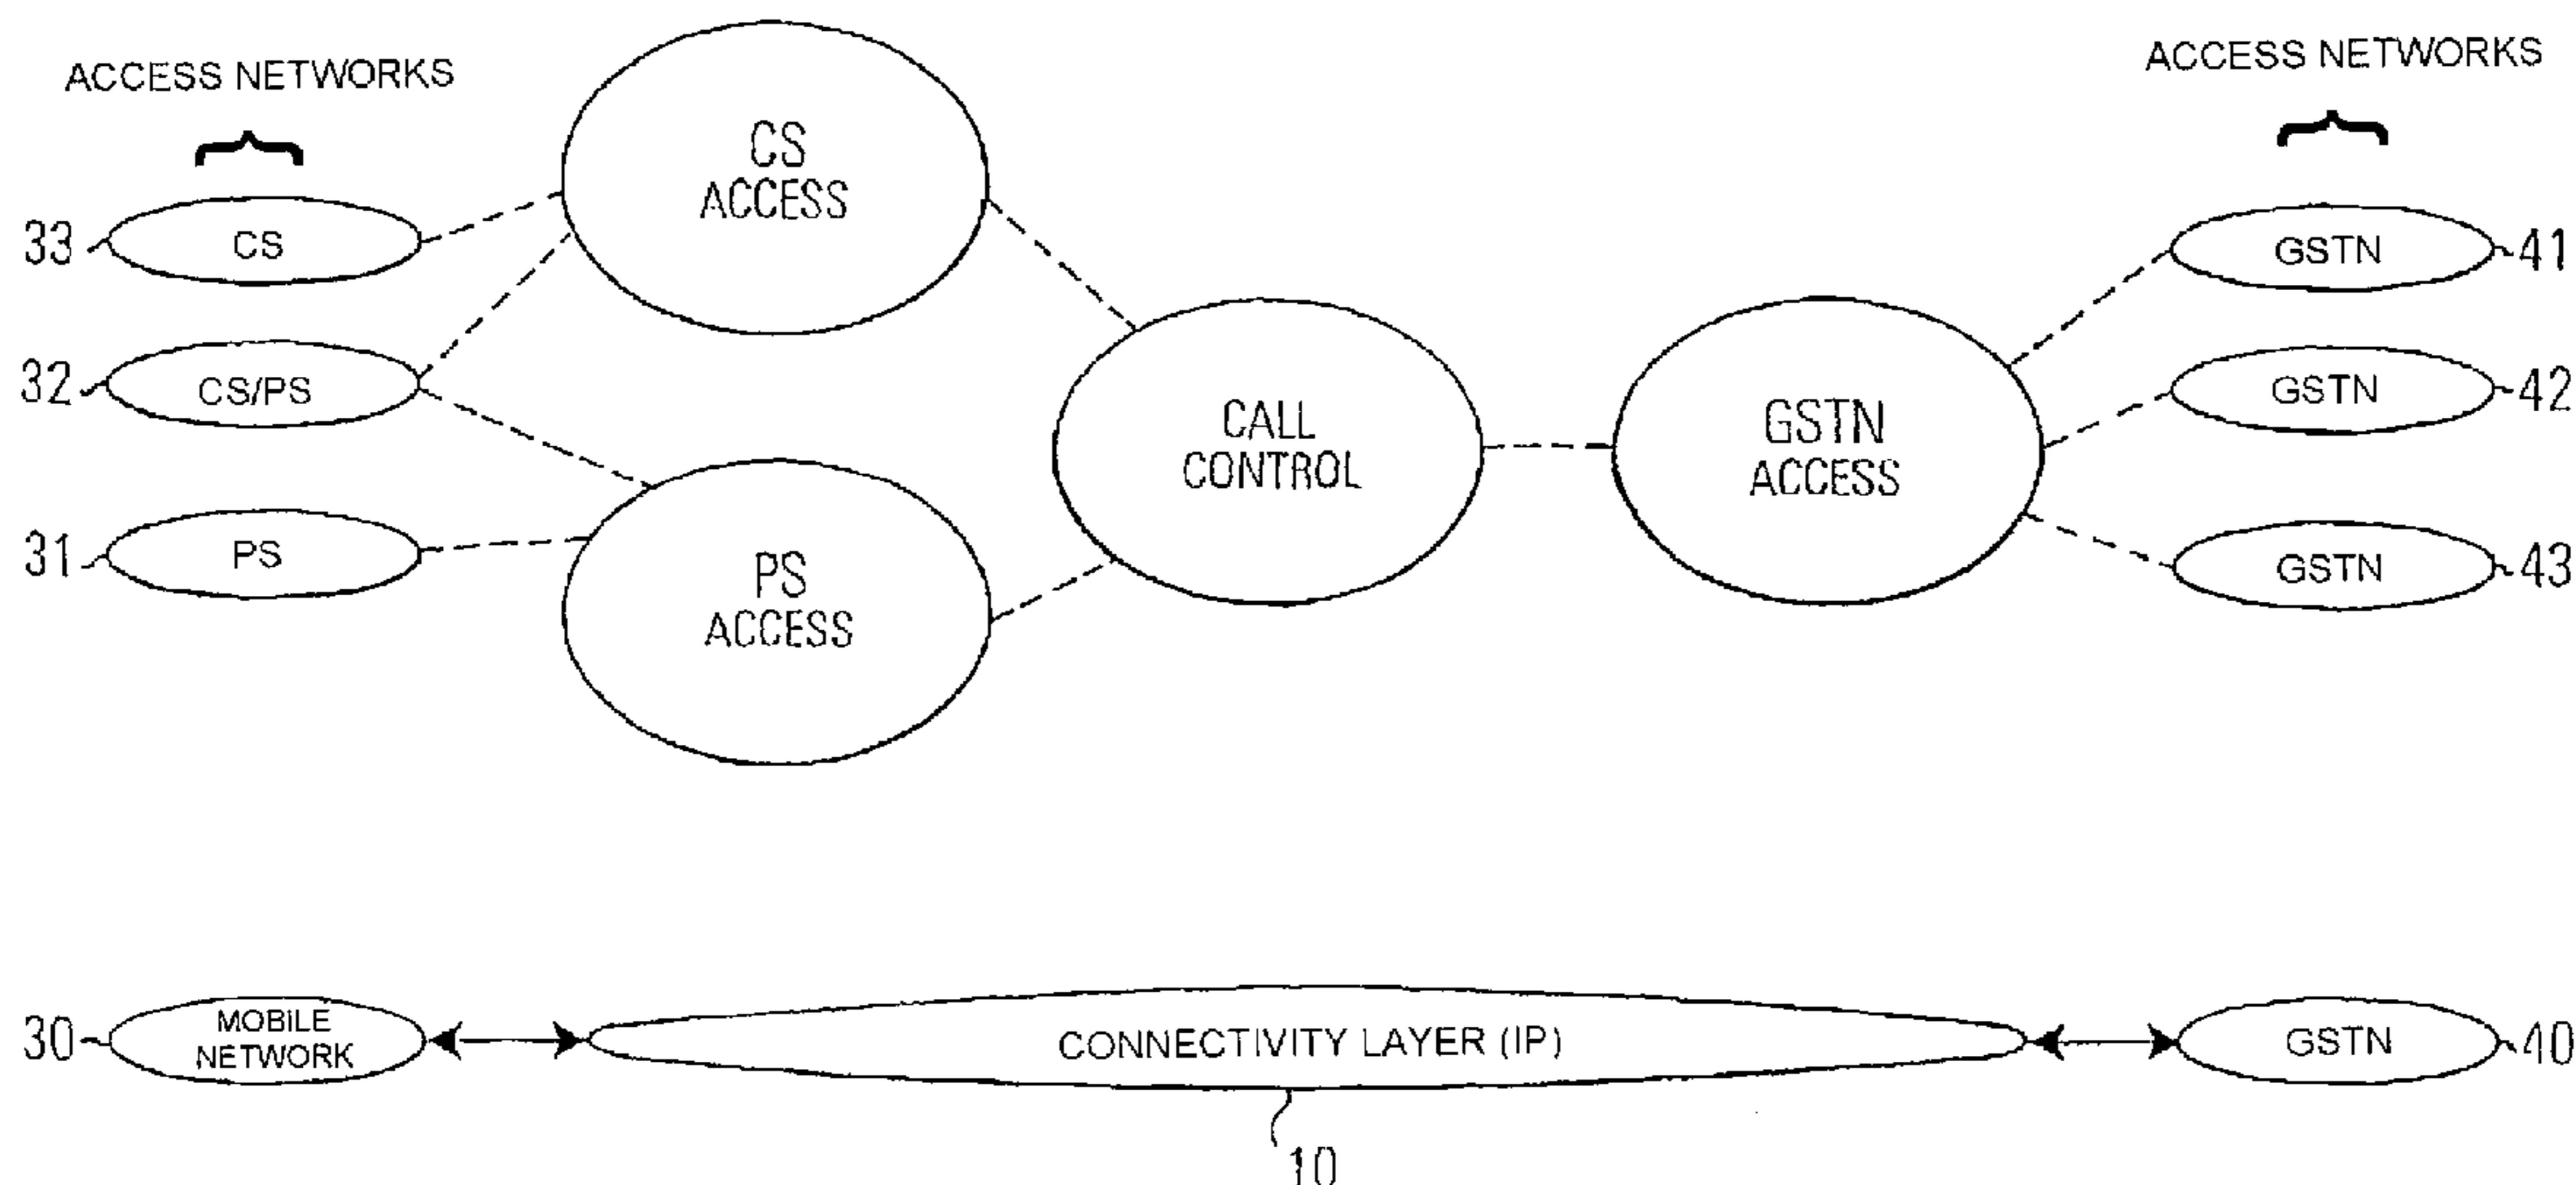 ACCESS NETWORKS
ACCESS NETWORKS
CS
ACCESS
33
CS
GSTN
41
32
CS/PS
CALL
CONTROL
GSTN
ACCESS
GSTN
42
31
PS
PS
ACCESS
GSTN
43
30
MOBILE
NETWORK
CONNECTIVITY LAYER (IP)
GSTN
40
10